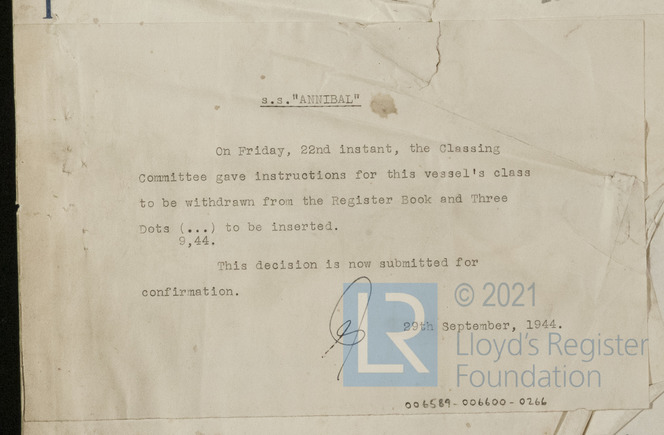 s.s."ANNIBAL"
On Friday, 22nd instant, the Classing
Committee gave instructions for this vessel's class
to be withdrawn from the Register Book and Three
Dots (...) to be inserted.
9,44.
This decision is now submitted for
confirmation.
29th September, 1944.
LR
© 2021
Lloyd's Register
Foundation
006589-006600-0266